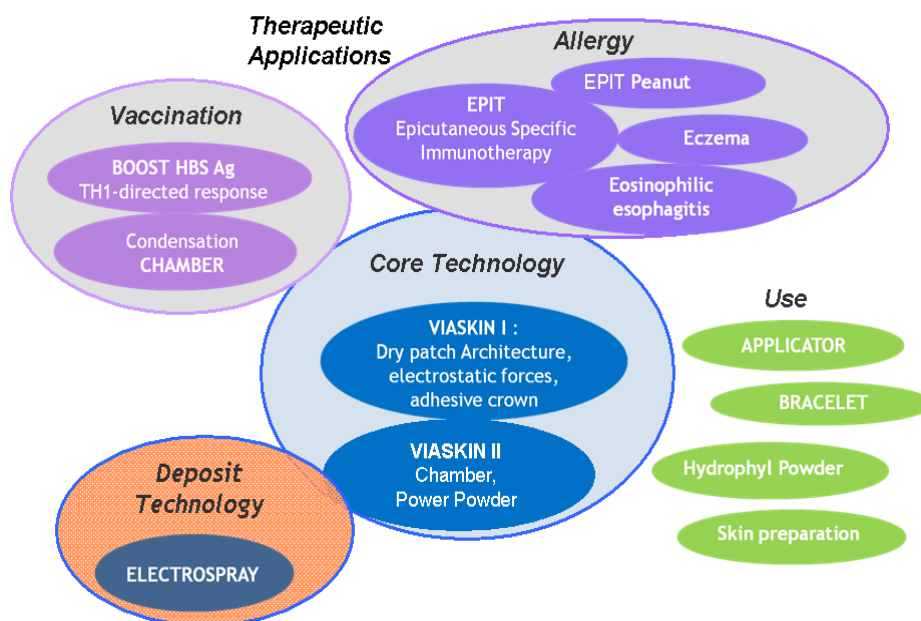 Therapeutic
Applications
Allergy
EPIT Peanut
EPIT
Epicutaneous Specific
Immunotherapy
Eczema
Eosinophilic
esophagitis
Vaccination
BOOST HBS Ag
TH1-directed response
Condensation
CHAMBER
Core Technology
VIASKIN I :
Dry patch Architecture,
electrostatic forces,
adhesive crown
VIASKIN II
Chamber,
Power Powder
Use
APPLICATOR
BRACELET
Hydrophyl Powder
Skin preparation
Deposit
Technology
ELECTROSPRAY